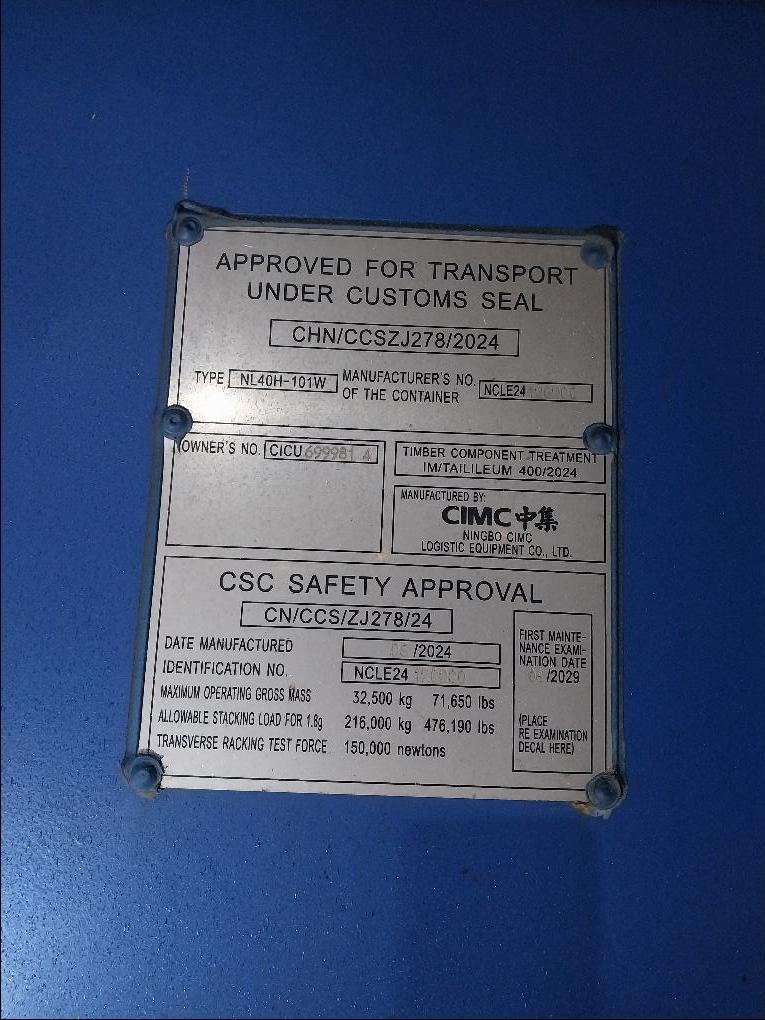 APPROVED FOR TRANSPORT
UNDER CUSTOMS SEAL
CHN/CCSZJ278/2024
TYPE NL40H-101W
MANUFACTURER'S NO.
OF THE CONTAINER
NCLE24
OWNER'S NO. CICU 699981 4
TIMBER COMPONENT TREATMENT
IM/TAILILEUM 400/2024
MANUFACTURED BY:
CIMC中集
NINGBO CIMC
LOGISTIC EQUIPMENT CO., LTD.
CSC SAFETY APPROVAL
CN/CCS/ZJ278/24
DATE MANUFACTURED /2024
IDENTIFICATION NO. NCLE24
MAXIMUM OPERATING GROSS MASS 32,500 kg 71,650 lbs
ALLOWABLE STACKING LOAD FOR 1.8g 216,000 kg 476,190 lbs
TRANSVERSE RACKING TEST FORCE 150,000 newtons
FIRST MAINTE-
NANCE EXAMI-
NATION DATE
/2029
(PLACE
RE EXAMINATION
DECAL HERE)